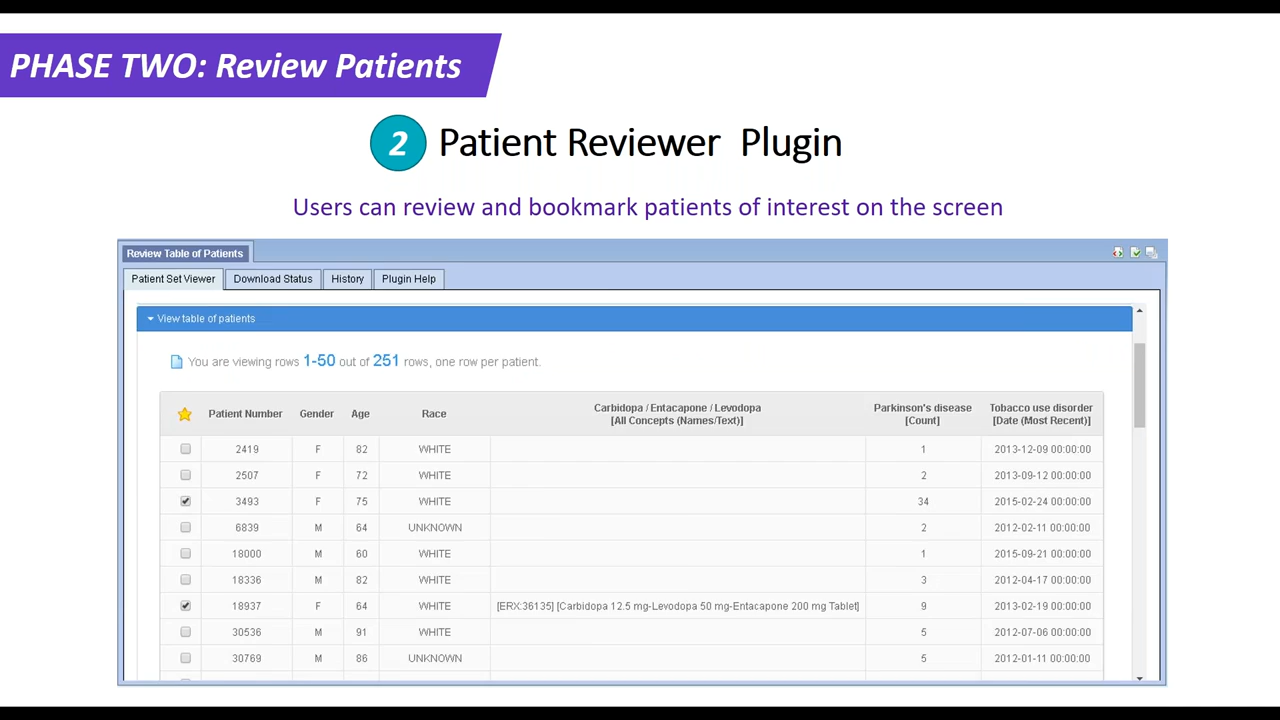 PHASE TWO: Review Patients
2 Patient Reviewer Plugin
Users can review and bookmark patients of interest on the screen
Review Table of Patients
Patient Set Viewer Download Status History Plugin Help
View table of patients
You are viewing rows 1-50 out of 251 rows, one row per patient.
Patient Number Gender Age Race Carbidopa / Entacapone / Levodopa [All Concepts (Names/Text)] Parkinson's disease [Count] Tobacco use disorder [Date (Most Recent)]
2419 F 82 WHITE 1 2013-12-09 00:00:00
2507 F 72 WHITE 2 2013-09-12 00:00:00
3493 F 75 WHITE 34 2015-02-24 00:00:00
6839 M 64 UNKNOWN 2 2012-02-11 00:00:00
18000 M 60 WHITE 1 2015-09-21 00:00:00
18336 M 82 WHITE 3 2012-04-17 00:00:00
18937 F 64 WHITE [ERX:36135] [Carbidopa 12.5 mg-Levodopa 50 mg-Entacapone 200 mg Tablet] 9 2013-02-19 00:00:00
30536 M 91 WHITE 5 2012-07-06 00:00:00
30769 M 86 UNKNOWN 5 2012-01-11 00:00:00